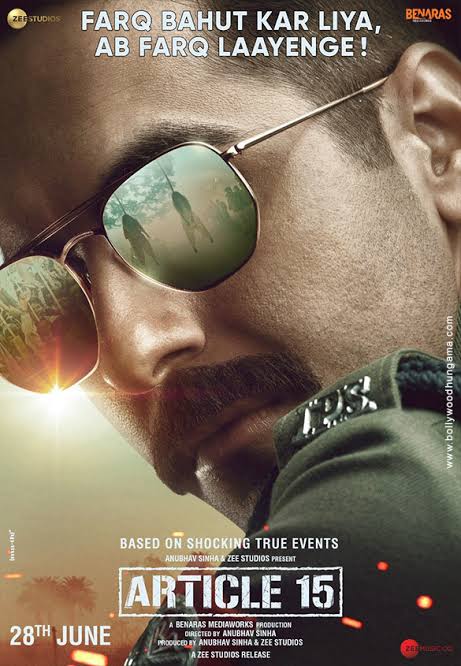 ZEE STUDIOS
BENARAS
FARQ BAHUT KAR LIYA,
AB FARQ LAAYENGE !
I.P.S.
www.bollywoodhungama.com
BASED ON SHOCKING TRUE EVENTS
ANUBHAV SINHA & ZEE STUDIOS PRESENT
ARTICLE 15
28TH JUNE
A BENARAS MEDIAWORKS PRODUCTION
DIRECTED BY ANUBHAV SINHA
PRODUCED BY ANUBHAV SINHA & ZEE STUDIOS
A ZEE STUDIOS RELEASE
ZEE MUSIC CO.